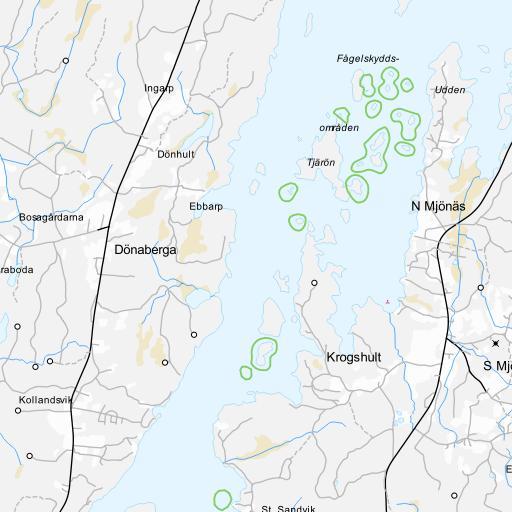 Fågelskydds-
Ingarp
Udden
områden
Dönhult
Tjärön
Ebbarp
N Mjönäs
Bosagårdarna
Dönaberga
raboda
Krogshult
S Mjö
Kollandsvik
E
St. Sandvik